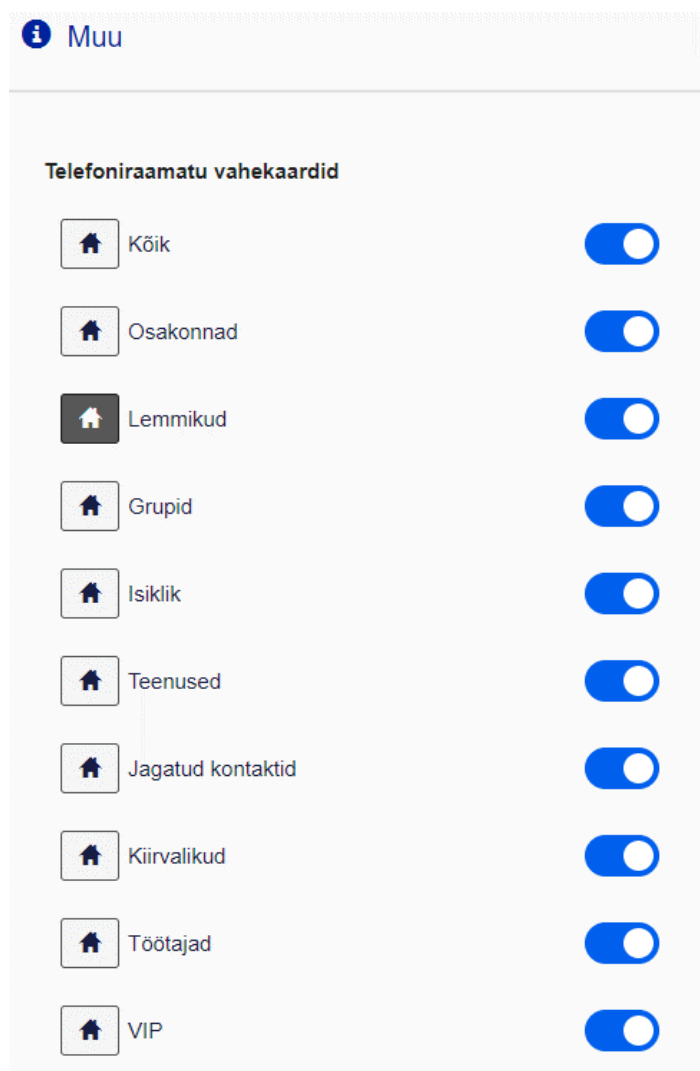 Muu
Telefoniraamatu vahekaardid
Kõik
Osakonnad
Lemmikud
Grupid
Isiklik
Teenused
Jagatud kontaktid
Kiirvalikud
Töötajad
VIP